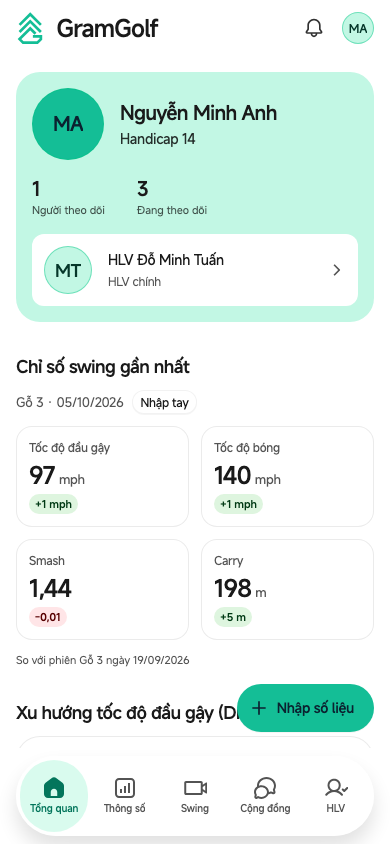 GramGolf
MA
MA
Nguyễn Minh Anh
Handicap 14
1
Người theo dõi
3
Đang theo dõi
MT
HLV Đỗ Minh Tuấn
HLV chính
Chỉ số swing gần nhất
Gỗ 3 · 05/10/2026
Nhập tay
Tốc độ đầu gậy
97 mph
+1 mph
Tốc độ bóng
140 mph
+1 mph
Smash
1,44
−0,01
Carry
198 m
+5 m
So với phiên Gỗ 3 ngày 19/09/2026
Xu hướng tốc độ đầu gậy
Nhập số liệu
Tổng quan
Thông số
Swing
Cộng đồng
HLV